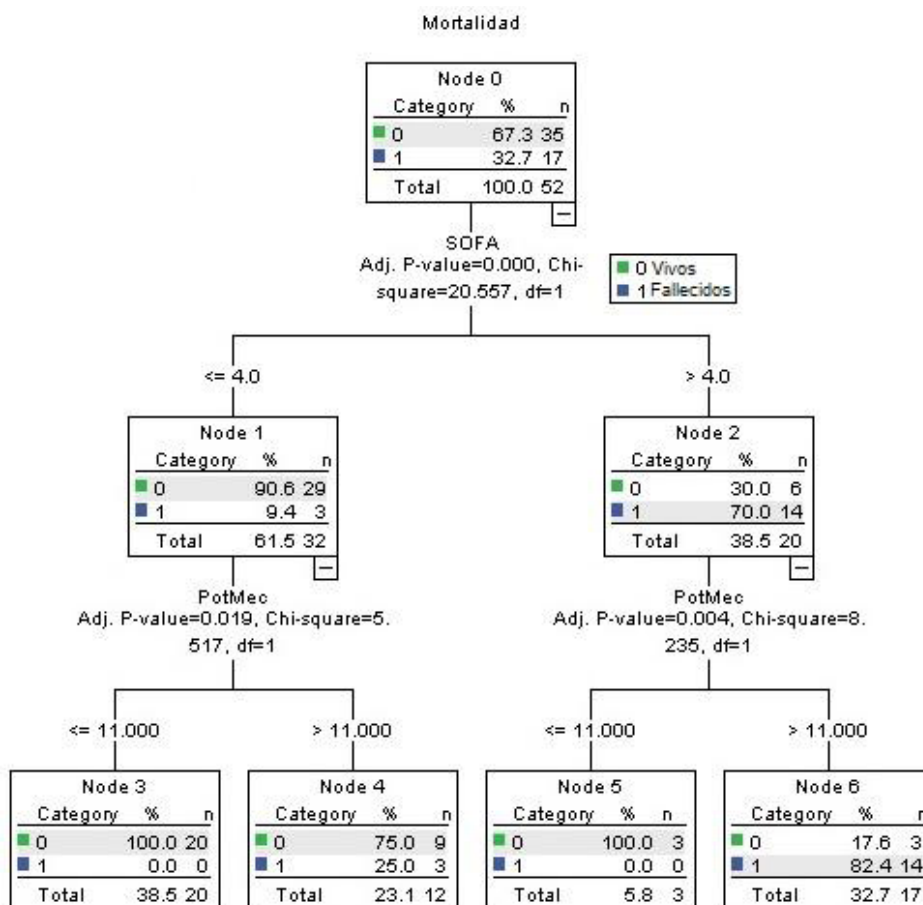 Mortalidad
Node 0
Category % n
0 67.3 35
1 32.7 17
Total 100.0 52
SOFA
Adj. P-value=0.000, Chi-
square=20.557, df=1
0 Vivos
1 Fallecidos
<= 4.0
> 4.0
Node 1
Category % n
0 90.6 29
1 9.4 3
Total 61.5 32
Node 2
Category % n
0 30.0 6
1 70.0 14
Total 38.5 20
PotMec
Adj. P-value=0.019, Chi-square=5.
517, df=1
PotMec
Adj. P-value=0.004, Chi-square=8.
235, df=1
<= 11.000
> 11.000
<= 11.000
> 11.000
Node 3
Category % n
0 100.0 20
1 0.0 0
Total 38.5 20
Node 4
Category % n
0 75.0 9
1 25.0 3
Total 23.1 12
Node 5
Category % n
0 100.0 3
1 0.0 0
Total 5.8 3
Node 6
Category % n
0 17.6 3
1 82.4 14
Total 32.7 17